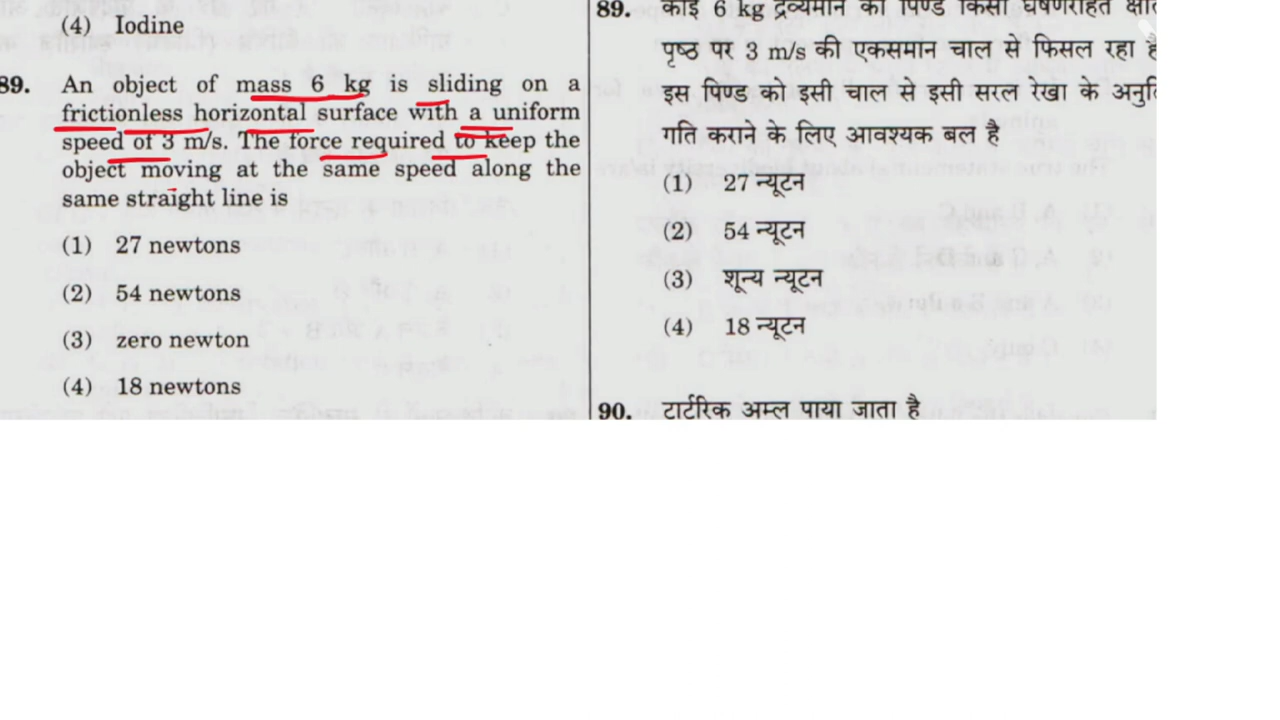 (4) Iodine
89. An object of mass 6 kg is sliding on a
frictionless horizontal surface with a uniform
speed of 3 m/s. The force required to keep the
object moving at the same speed along the
same straight line is
(1) 27 newtons
(2) 54 newtons
(3) zero newton
(4) 18 newtons
89. कोई 6 kg द्रव्यमान का पिण्ड किसी घर्षणरहित
पृष्ठ पर 3 m/s की एकसमान चाल से फिसल रहा
इस पिण्ड को इसी चाल से इसी सरल रेखा के
गति कराने के लिए आवश्यक बल है
(1) 27 न्यूटन
(2) 54 न्यूटन
(3) शून्य न्यूटन
(4) 18 न्यूटन
90. टार्टरिक अम्ल पाया जाता है